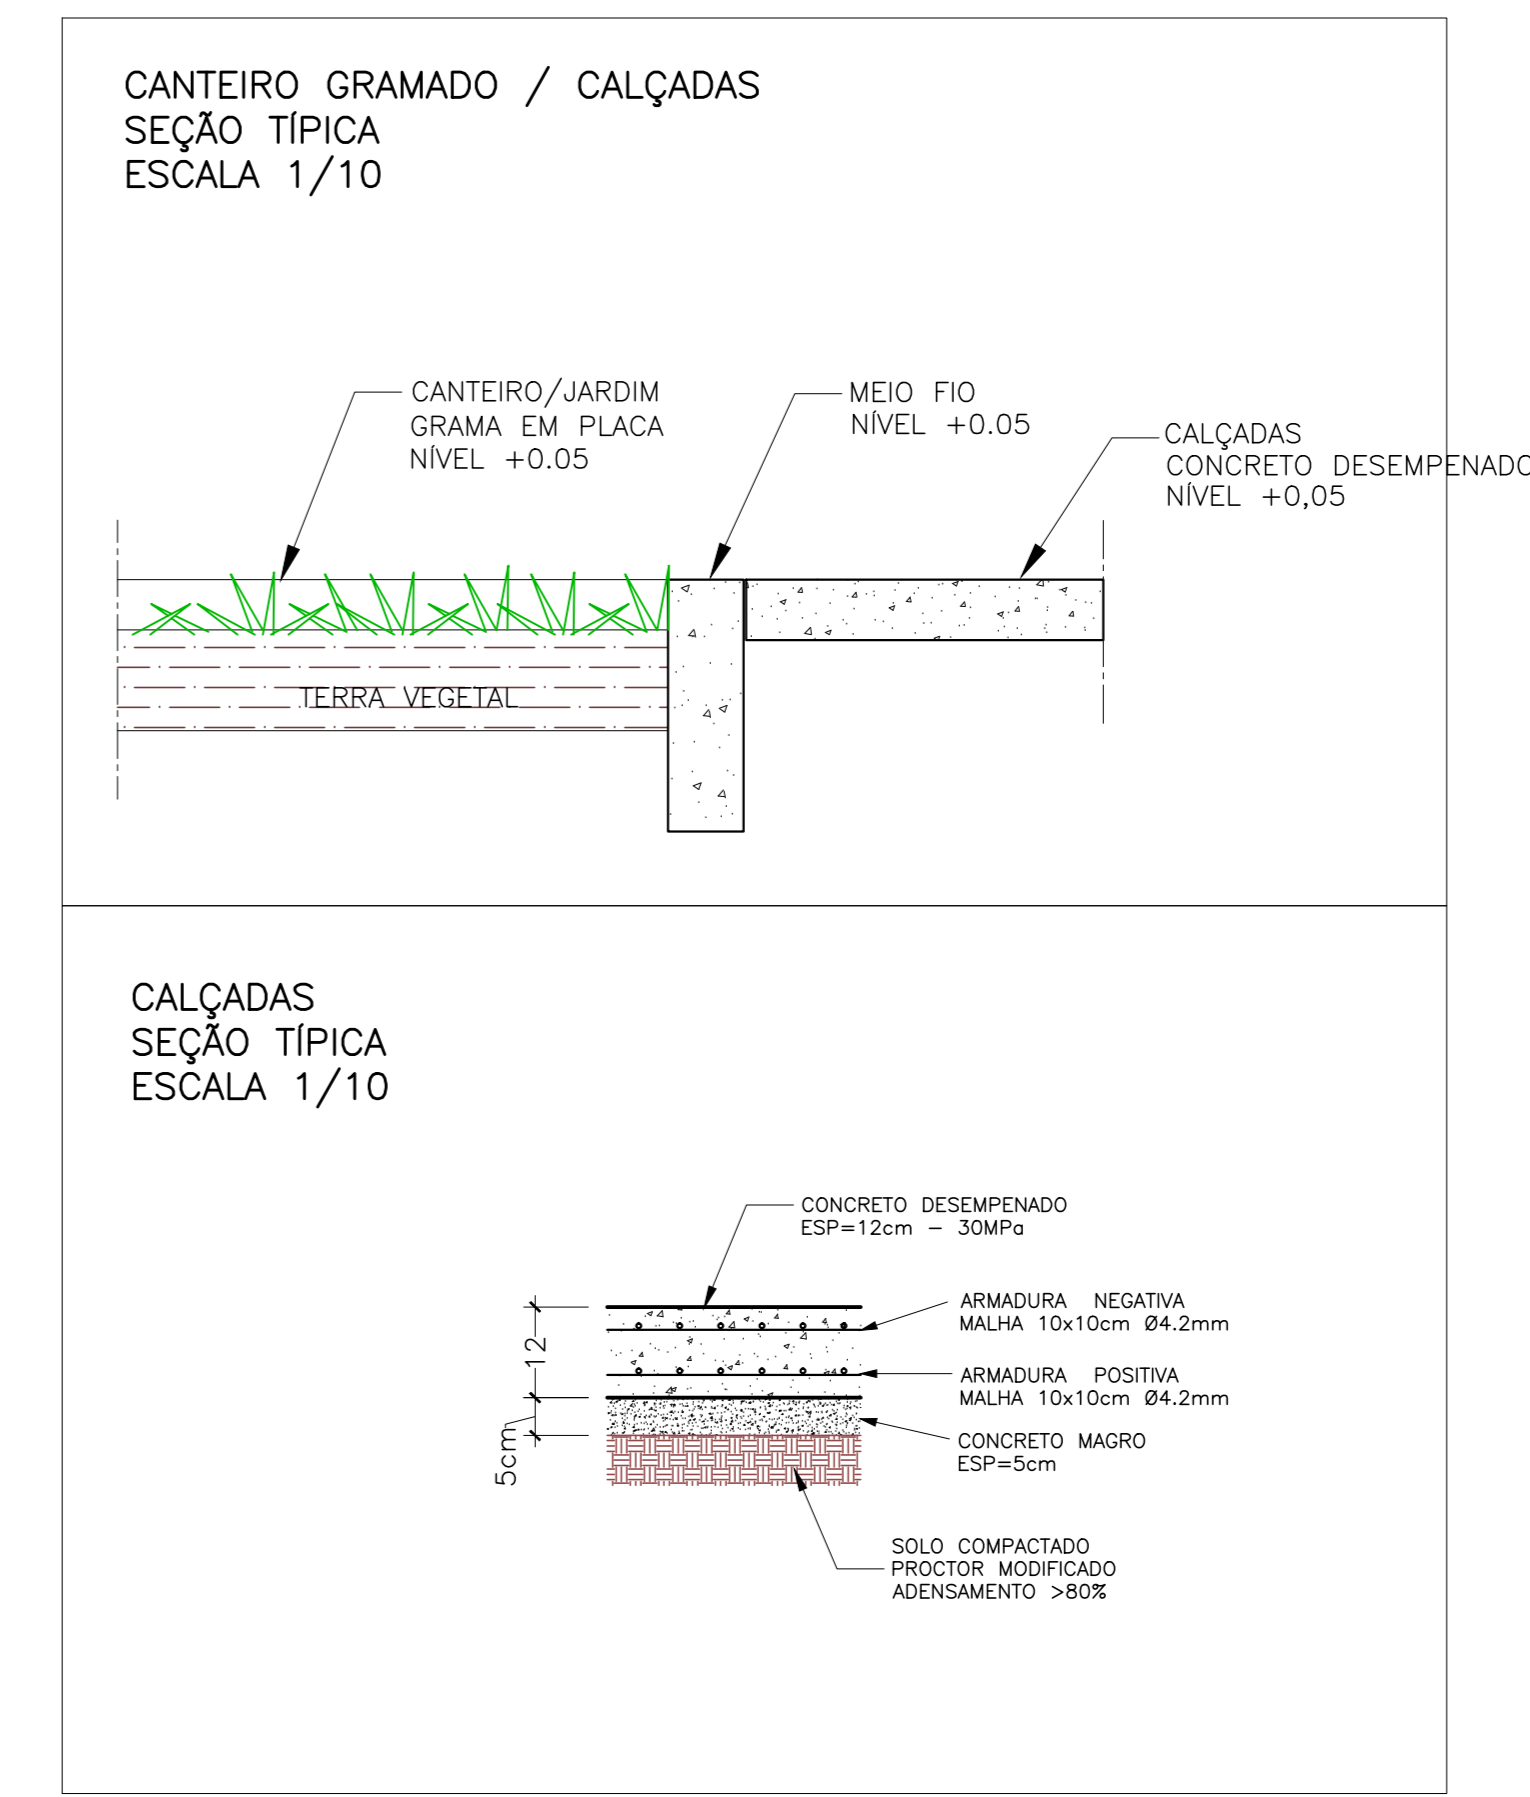 CANTEIRO GRAMADO / CALÇADAS
SEÇÃO TÍPICA
ESCALA 1/10
CANTEIRO/JARDIM
GRAMA EM PLACA
NÍVEL +0.05
MEIO FIO
NÍVEL +0.05
CALÇADAS
CONCRETO DESEMPENADO
NÍVEL +0,05
TERRA VEGETAL
CALÇADAS
SEÇÃO TÍPICA
ESCALA 1/10
CONCRETO DESEMPENADO
ESP=12cm - 30MPa
ARMADURA NEGATIVA
MALHA 10x10cm Ø4.2mm
12
ARMADURA POSITIVA
MALHA 10x10cm Ø4.2mm
5cm
CONCRETO MAGRO
ESP=5cm
SOLO COMPACTADO
PROCTOR MODIFICADO
ADENSAMENTO >80%